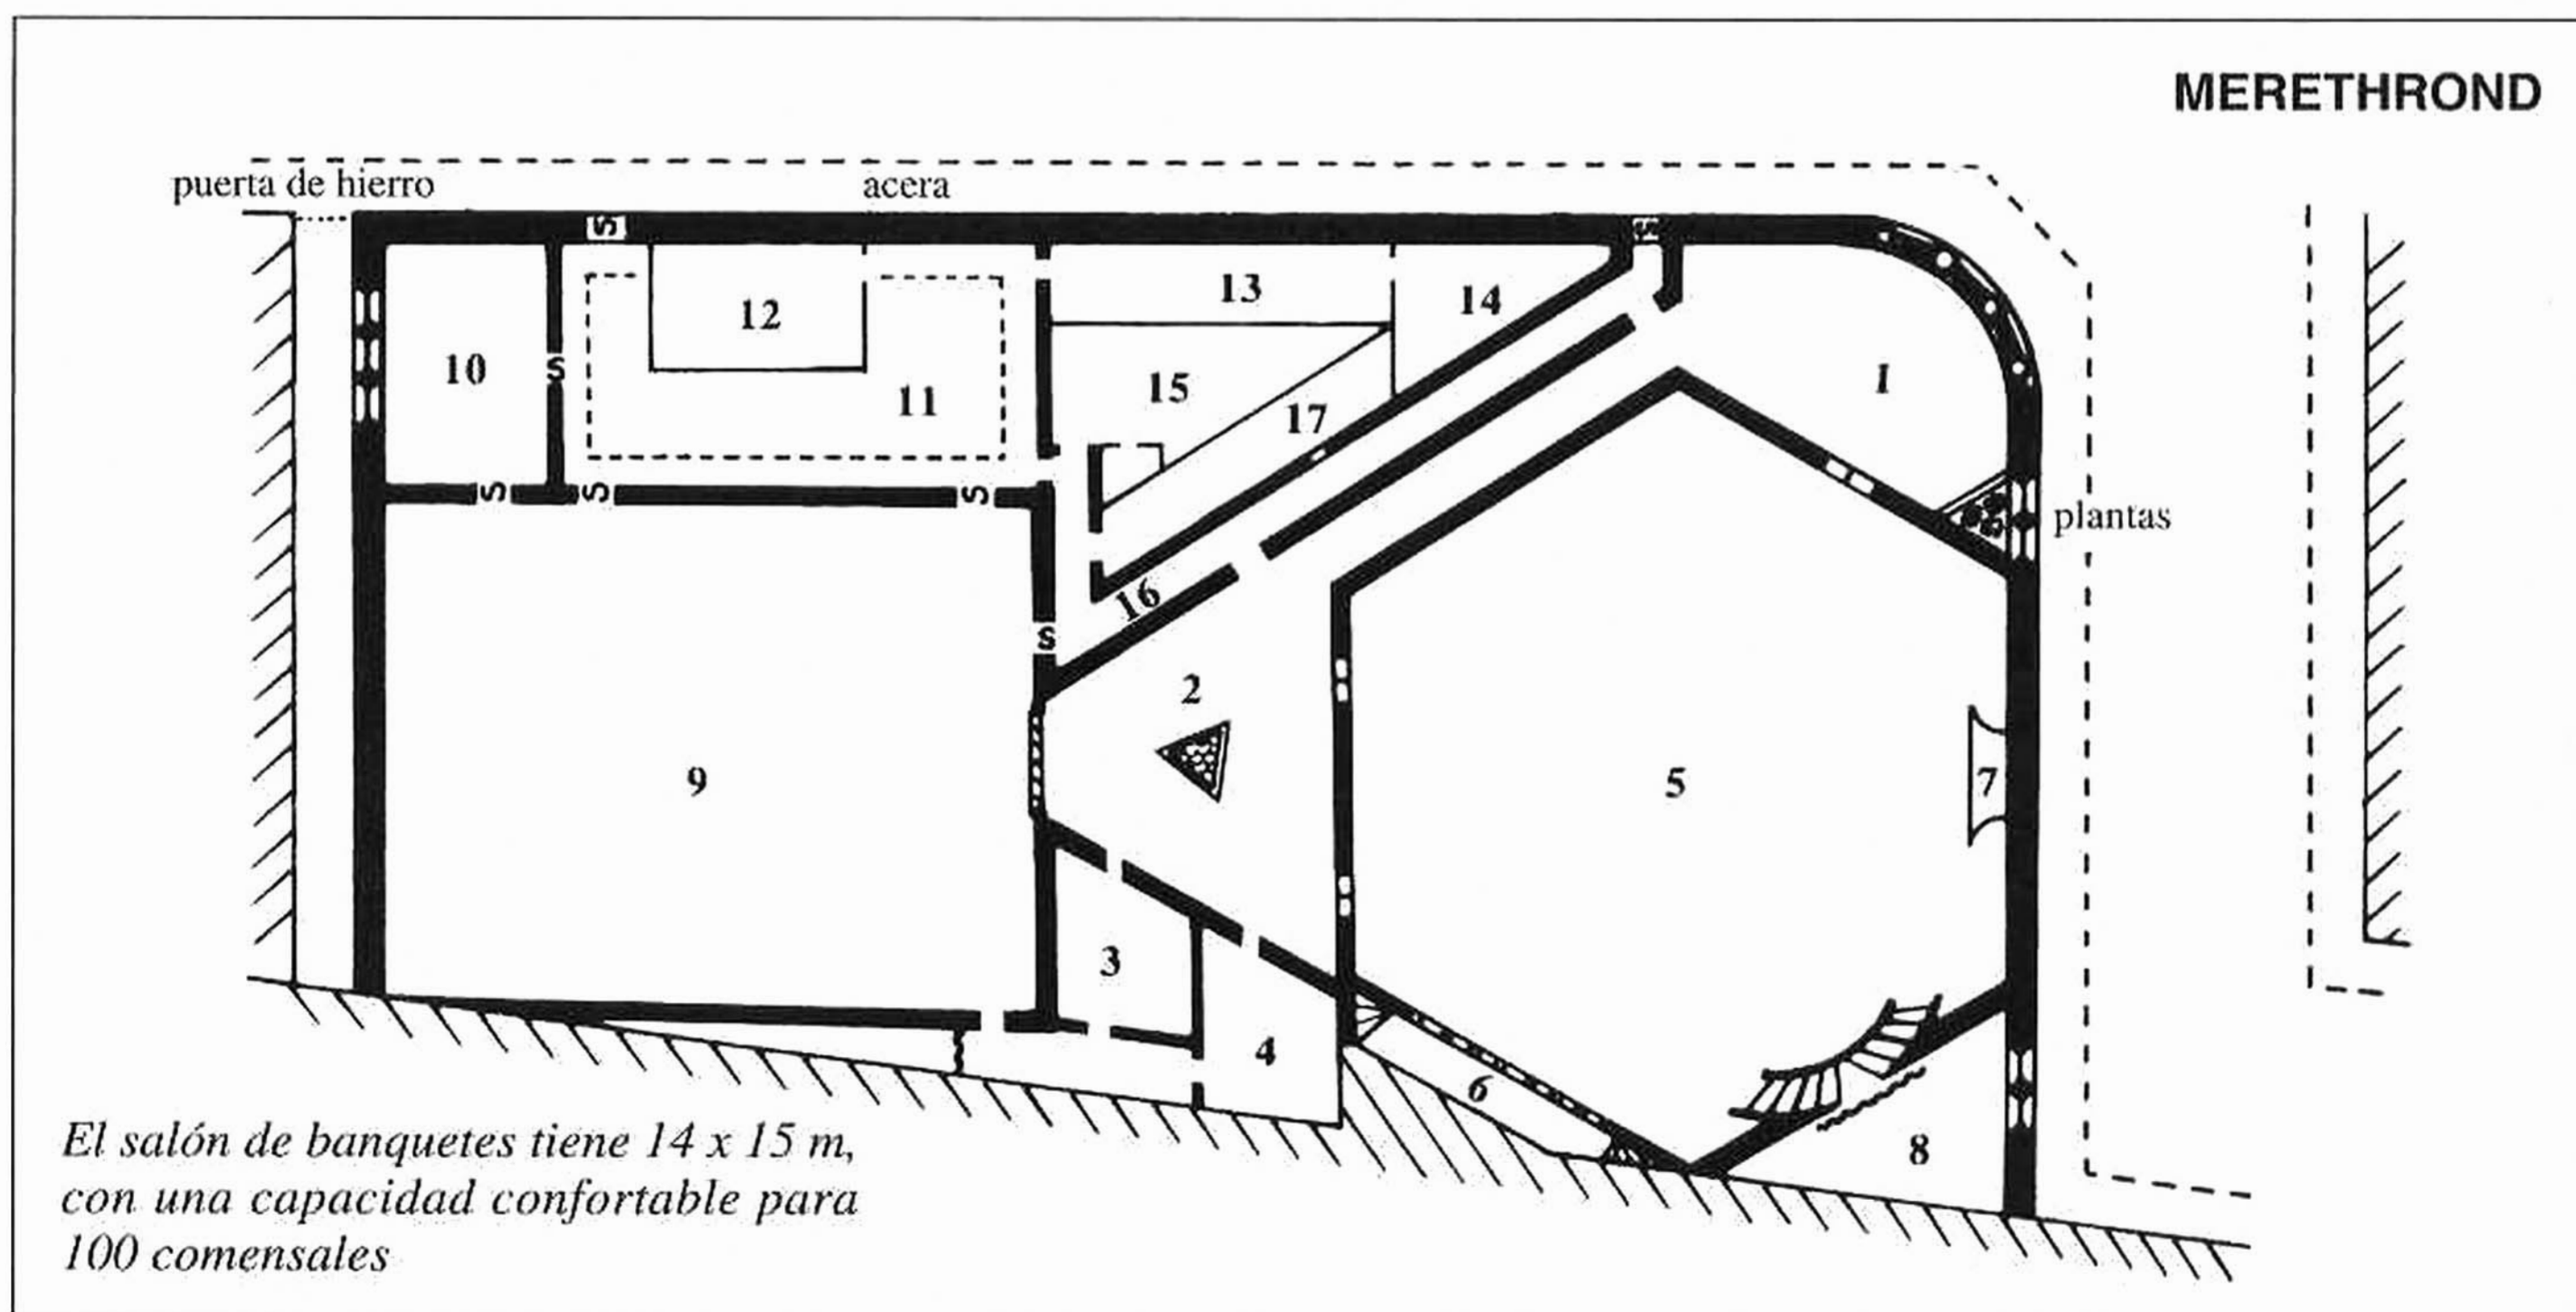 MERETHROND
puerta de hierro
acera
S
S
12
13
14
1
10
S
11
15
17
S
S
S
plantas
16
S
2
9
5
7
3
4
6
8
El salón de banquetes tiene 14 x 15 m,
con una capacidad confortable para
100 comensales